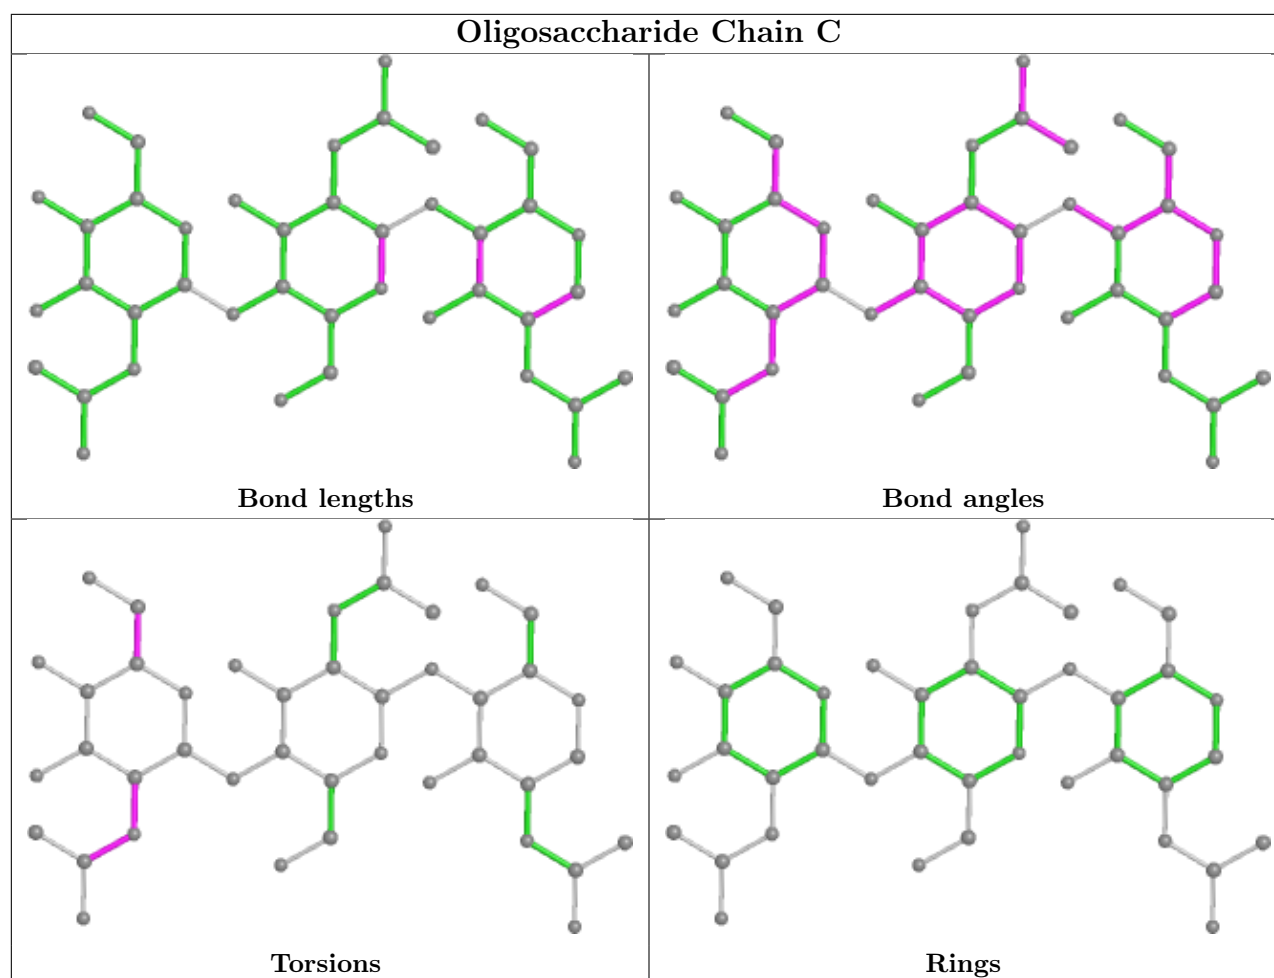 Oligosaccharide Chain C
Bond lengths
Bond angles
Torsions
Rings